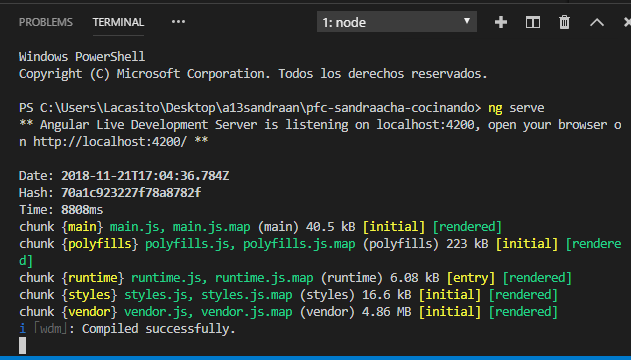 PROBLEMS TERMINAL ••• 1: node
Windows PowerShell
Copyright (C) Microsoft Corporation. Todos los derechos reservados.
PS C:\Users\Lacasito\Desktop\a13sandraan\pfc-sandraacha-cocinando> ng serve
** Angular Live Development Server is listening on localhost:4200, open your browser o
n http://localhost:4200/ **
Date: 2018-11-21T17:04:36.784Z
Hash: 70a1c923227f78a8782f
Time: 8808ms
chunk {main} main.js, main.js.map (main) 40.5 kB [initial] [rendered]
chunk {polyfills} polyfills.js, polyfills.js.map (polyfills) 223 kB [initial] [rendere
d]
chunk {runtime} runtime.js, runtime.js.map (runtime) 6.08 kB [entry] [rendered]
chunk {styles} styles.js, styles.js.map (styles) 16.6 kB [initial] [rendered]
chunk {vendor} vendor.js, vendor.js.map (vendor) 4.86 MB [initial] [rendered]
i ｢wdm｣: Compiled successfully.